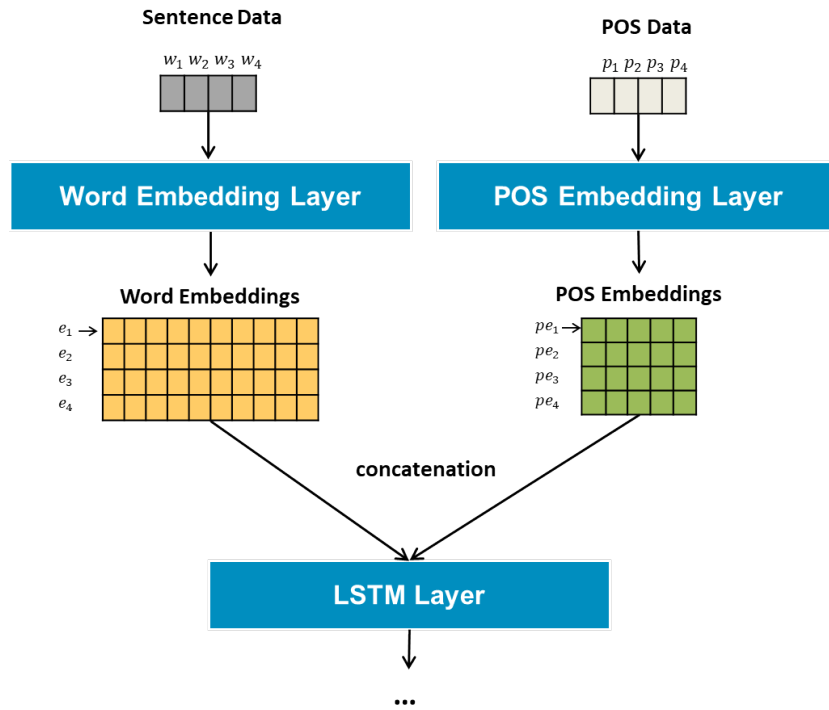 Sentence Data
POS Data
w₁ w₂ w₃ w₄
p₁ p₂ p₃ p₄
Word Embedding Layer
POS Embedding Layer
Word Embeddings
POS Embeddings
e₁
e₂
e₃
e₄
pe₁
pe₂
pe₃
pe₄
concatenation
LSTM Layer
...